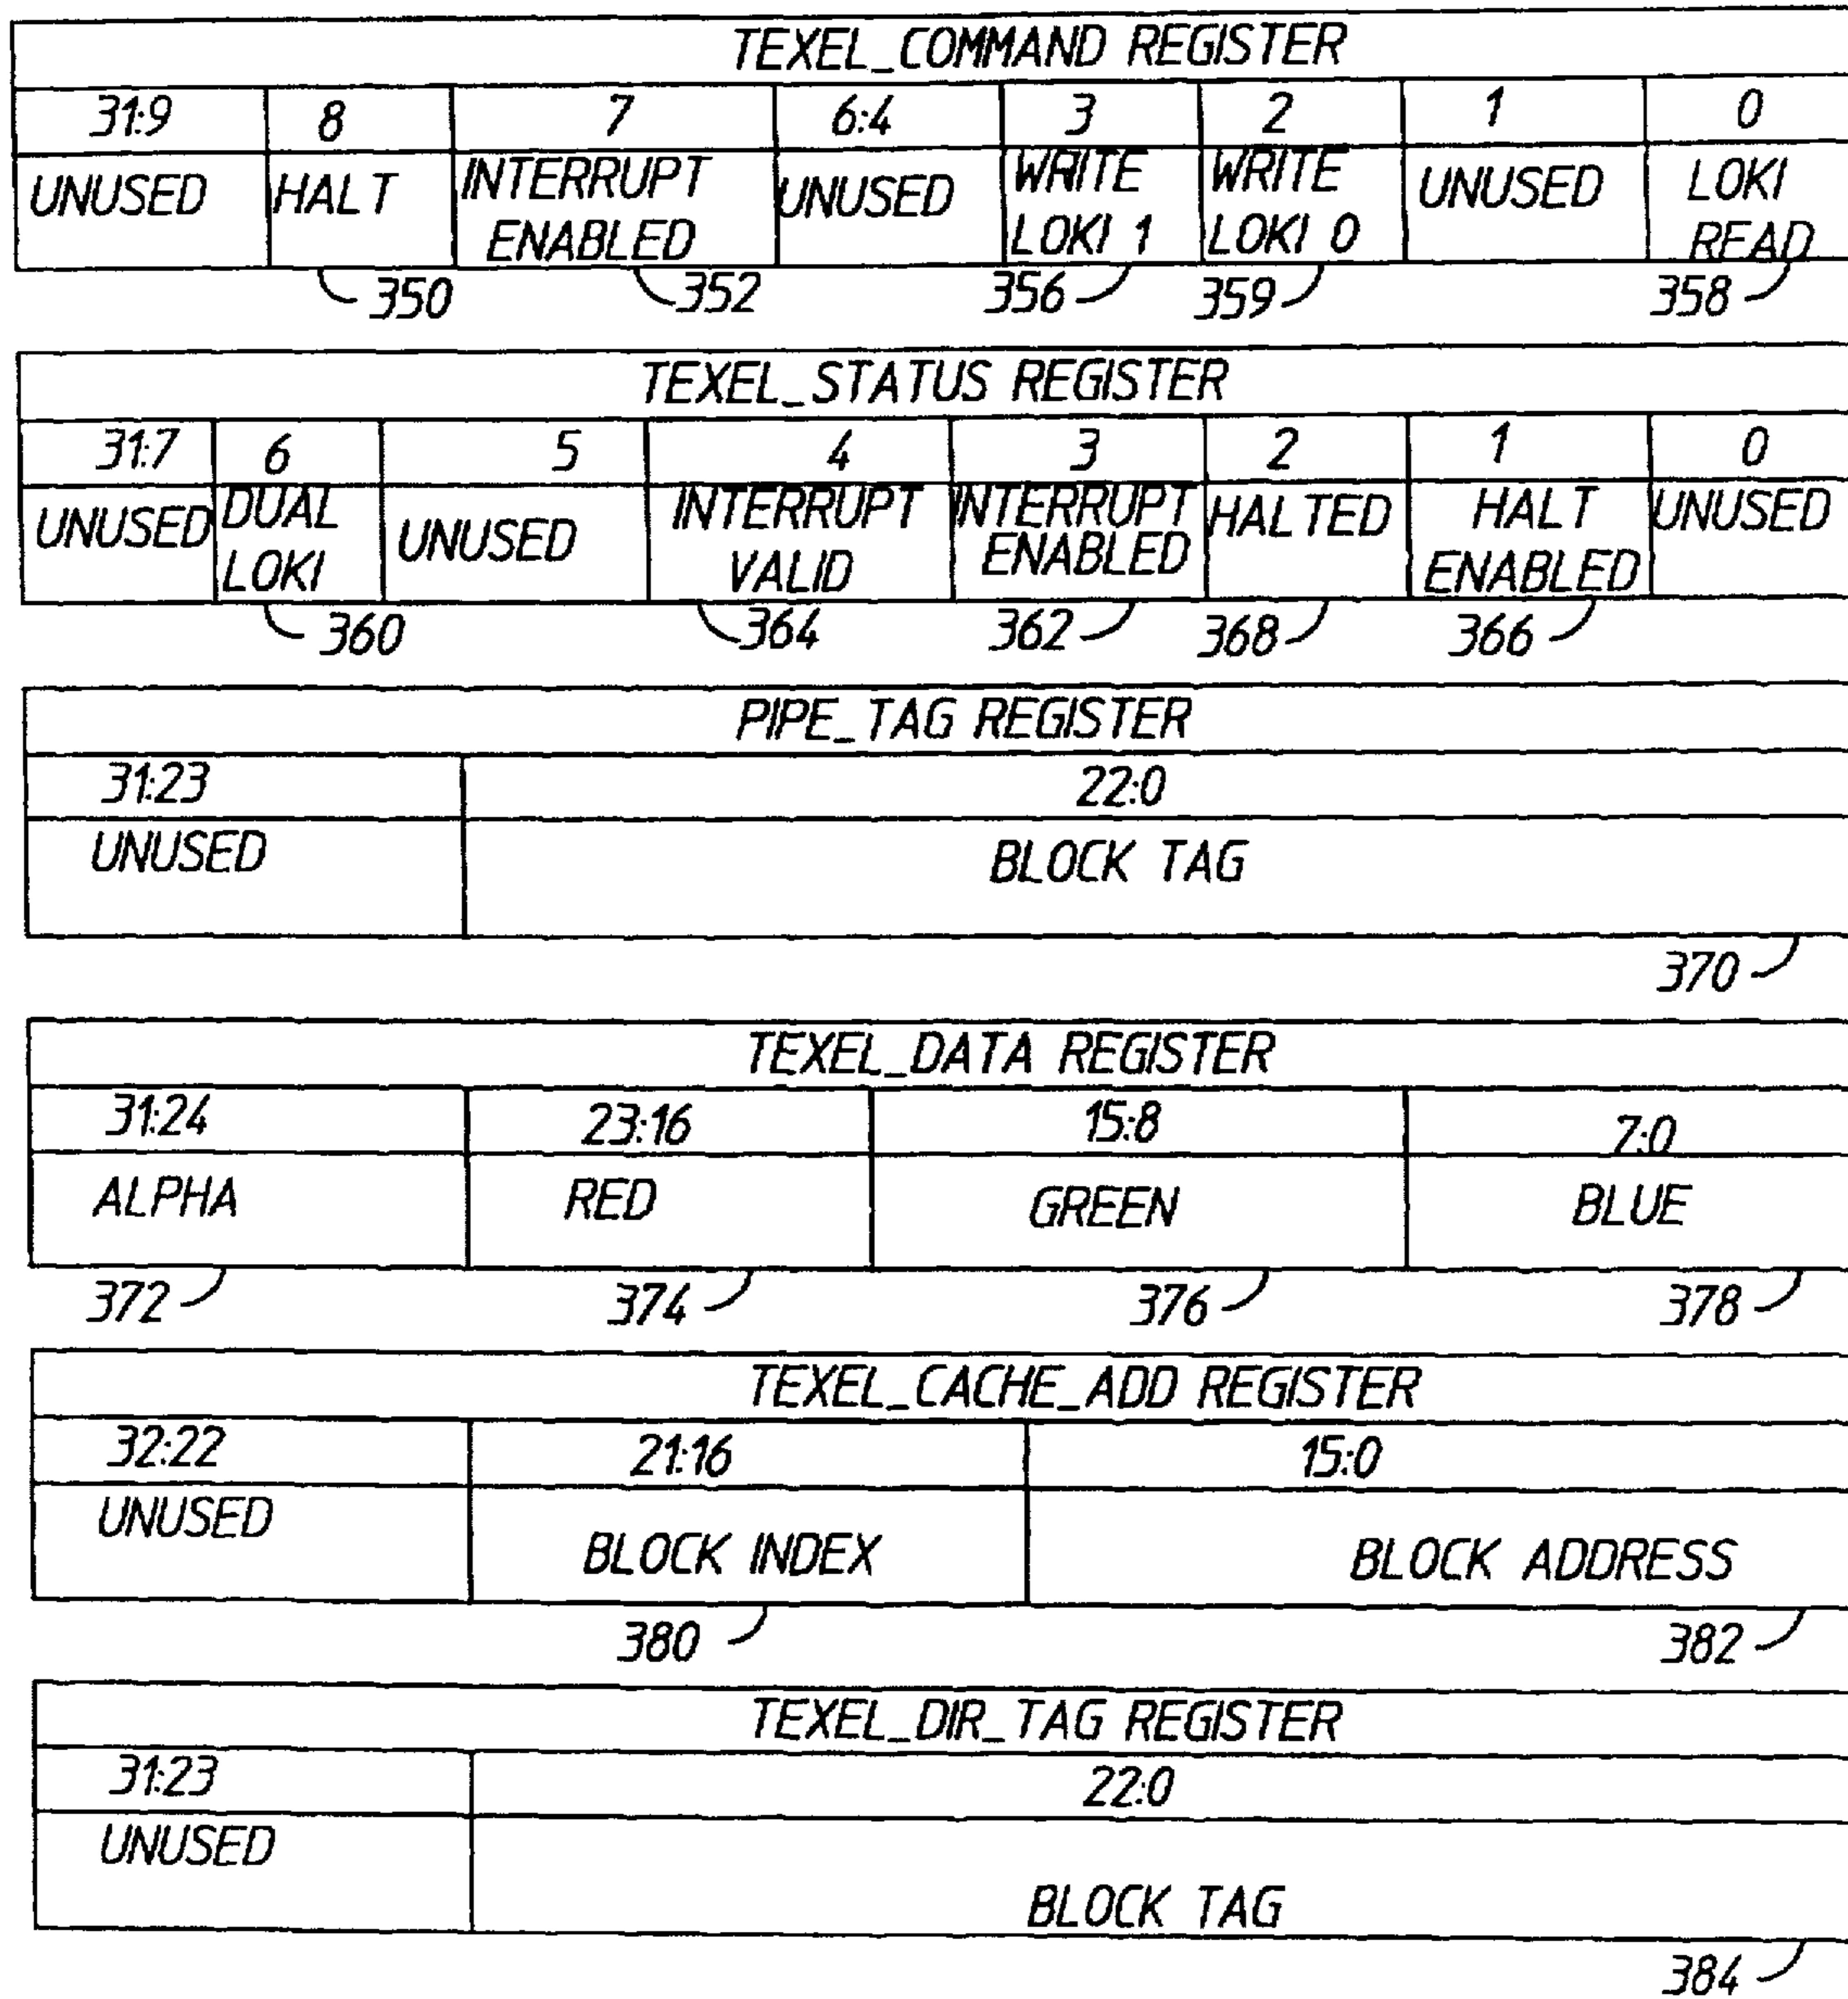 TEXEL_COMMAND REGISTER
31:9 8 7 6:4 3 2 1 0
UNUSED HALT INTERRUPT ENABLED UNUSED WRITE LOKI 1 WRITE LOKI 0 UNUSED LOKI READ
350 352 356 359 358
TEXEL_STATUS REGISTER
31:7 6 5 4 3 2 1 0
UNUSED DUAL LOKI UNUSED INTERRUPT VALID INTERRUPT ENABLED HALTED HALT ENABLED UNUSED
360 364 362 368 366
PIPE_TAG REGISTER
31:23 22:0
UNUSED BLOCK TAG
370
TEXEL_DATA REGISTER
31:24 23:16 15:8 7:0
ALPHA RED GREEN BLUE
372 374 376 378
TEXEL_CACHE_ADD REGISTER
32:22 21:16 15:0
UNUSED BLOCK INDEX BLOCK ADDRESS
380 382
TEXEL_DIR_TAG REGISTER
31:23 22:0
UNUSED BLOCK TAG
384